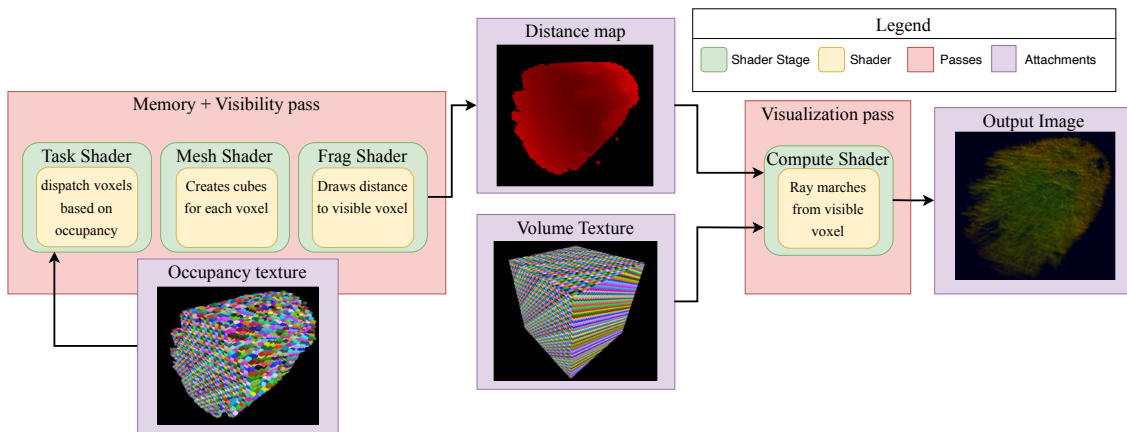 Distance map
Legend
Shader Stage
Shader
Passes
Attachments
Memory + Visibility pass
Task Shader
dispatch voxels
based on
occupancy
Mesh Shader
Creates cubes
for each voxel
Frag Shader
Draws distance
to visible voxel
Occupancy texture
Volume Texture
Visualization pass
Compute Shader
Ray marches
from visible
voxel
Output Image